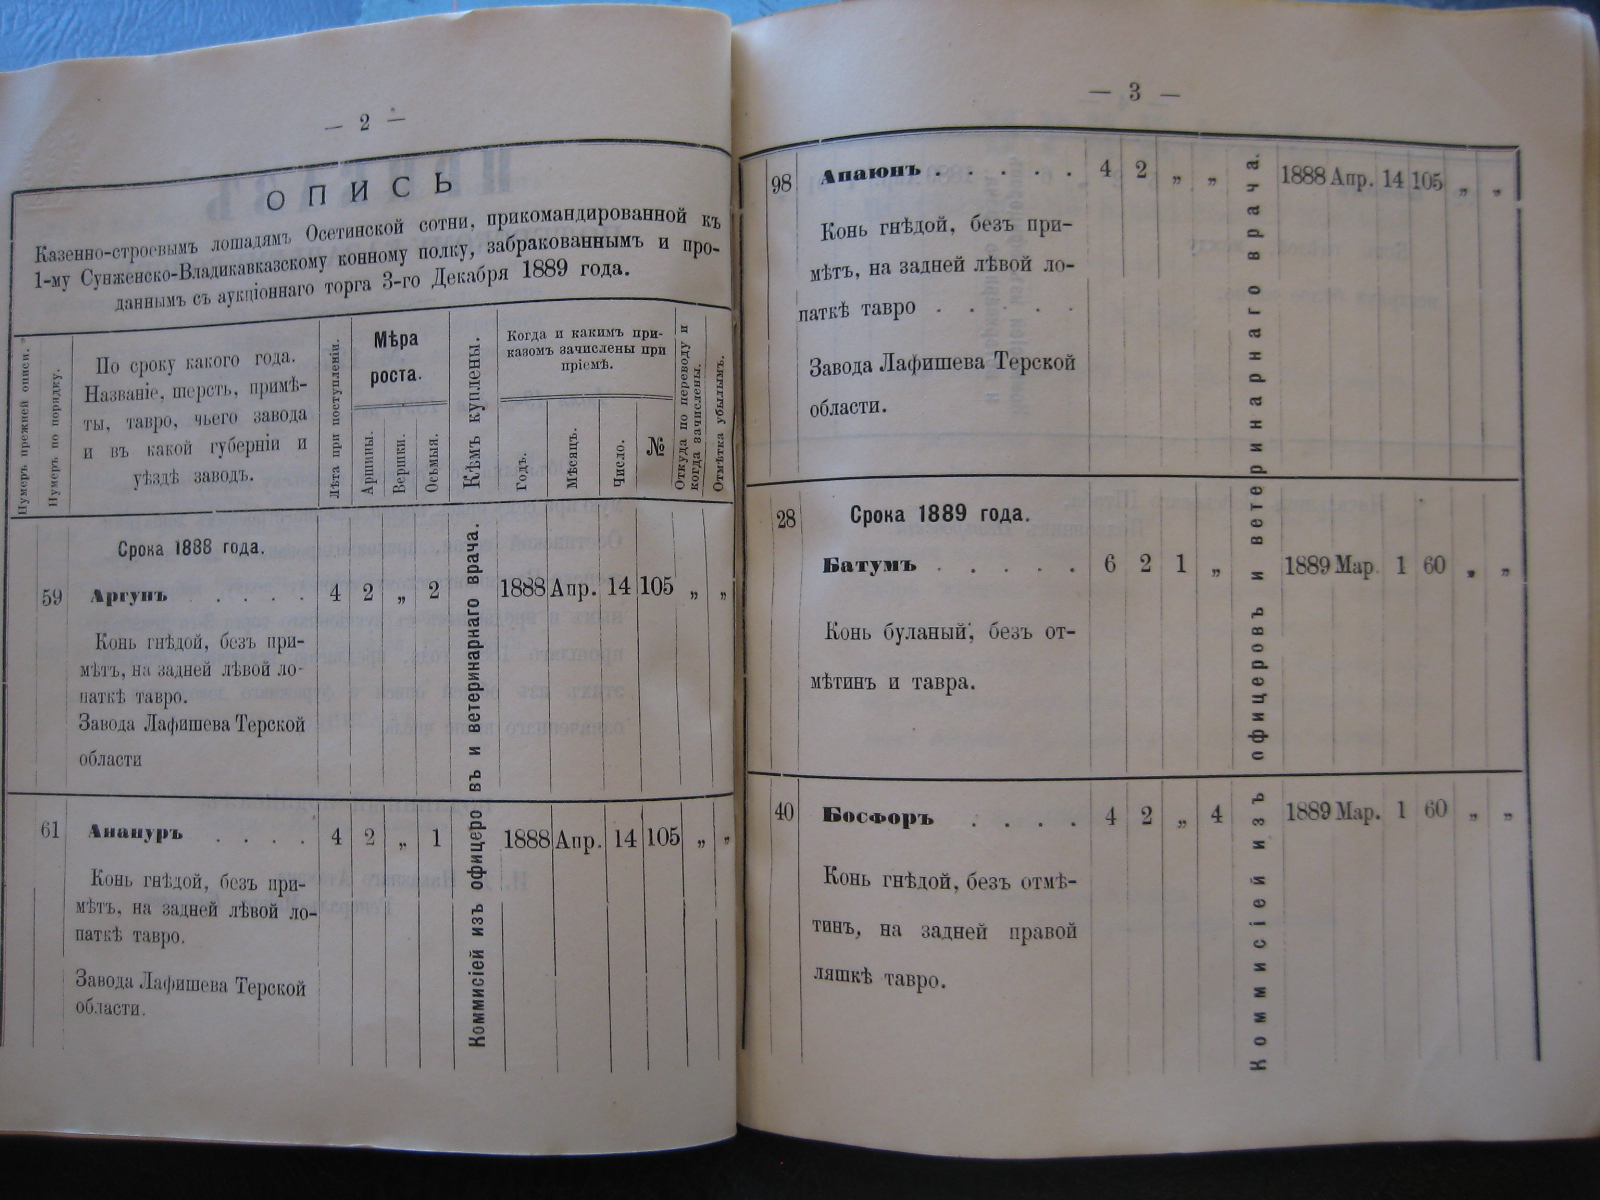 — 2 —
ОПИСЬ
Казенно-строевымъ лошадямъ Осетинской сотни, прикомандированной къ
1-му Сунженско-Владикавказскому конному полку, забракованнымъ и про-
даннымъ съ аукціоннаго торга 3-го Декабря 1889 года.
Нумеръ прежней описи.
Нумеръ по порядку.
По сроку какого года.
Названіе, шерсть, примѣ-
ты, тавро, чьего завода
и въ какой губерніи и
уѣздѣ заводъ.
Лѣта при поступленіи.
Мѣра
роста.
Аршины.
Вершки.
Осьмыя.
Кѣмъ куплены.
Когда и какимъ при-
казомъ зачислены при
пріемѣ.
Годъ.
Мѣсяцъ.
Число.
№
Откуда по переводу и
когда зачислены.
Отмѣтка убылымъ.
Срока 1888 года.
59 Аргунъ . . . . . 4 2 „ 2 1888 Апр. 14 105 „ „
Конь гнѣдой, безъ при-
мѣтъ, на задней лѣвой ло-
паткѣ тавро.
Завода Лафишева Терской
области
61 Анануръ . . . . 4 2 „ 1 1888 Апр. 14 105 „ „
Конь гнѣдой, безъ при-
мѣтъ, на задней лѣвой ло-
паткѣ тавро.
Завода Лафишева Терской
области.
Коммисіей изъ офицеро въ и ветеринарнаго врача.
— 3 —
98 Апаюнъ . . . . . 4 2 „ „ 1888 Апр. 14 105 „ „
Конь гнѣдой, безъ при-
мѣтъ, на задней лѣвой ло-
паткѣ тавро . . . . .
Завода Лафишева Терской
области.
Срока 1889 года.
28 Батумъ . . . . . 6 2 1 „ 1889 Мар. 1 60 „ „
Конь буланый, безъ от-
мѣтинъ и тавра.
40 Босфоръ . . . . 4 2 „ 4 1889 Мар. 1 60 „ „
Конь гнѣдой, безъ отмѣ-
тинъ, на задней правой
ляшкѣ тавро.
Коммисіей изъ офицеровъ и ветеринарнаго врача.